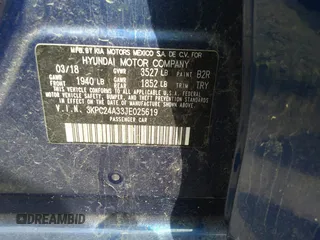 MFD. BY KIA MOTORS MEXICO S.A. DE C.V. FOR
HYUNDAI MOTOR COMPANY
03/18 GVWR 3527 LB PAINT B2R
FRONT GAWR 1940 LB REAR GAWR 1852 LB TRIM TRY
THIS VEHICLE CONFORMS TO ALL APPLICABLE U.S.A. FEDERAL
MOTOR VEHICLE SAFETY, BUMPER, AND THEFT PREVENTION
STANDARDS IN EFFECT ON THE DATE OF MANUFACTURE SHOWN ABOVE.
V.I.N. 3KPC24A33JE025619
PASSENGER CAR
DREAMBID